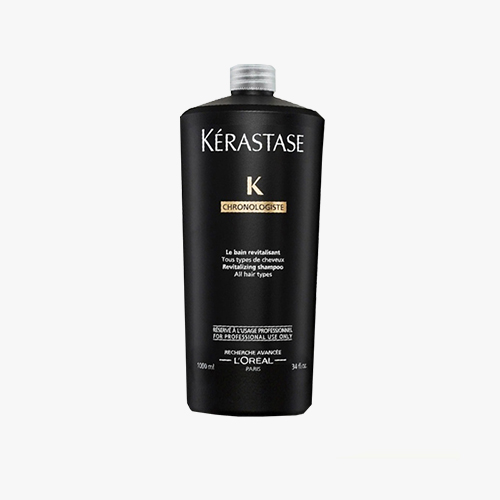 KÉRASTASE
K
CHRONOLOGISTE
Le bain revitalisant
Tous types de cheveux
Revitalizing shampoo
All hair types
RÉSERVÉ À L'USAGE PROFESSIONNEL
FOR PROFESSIONAL USE ONLY
RECHERCHE AVANCÉE
1000 ml L'ORÉAL 34 fl.oz.
PARIS